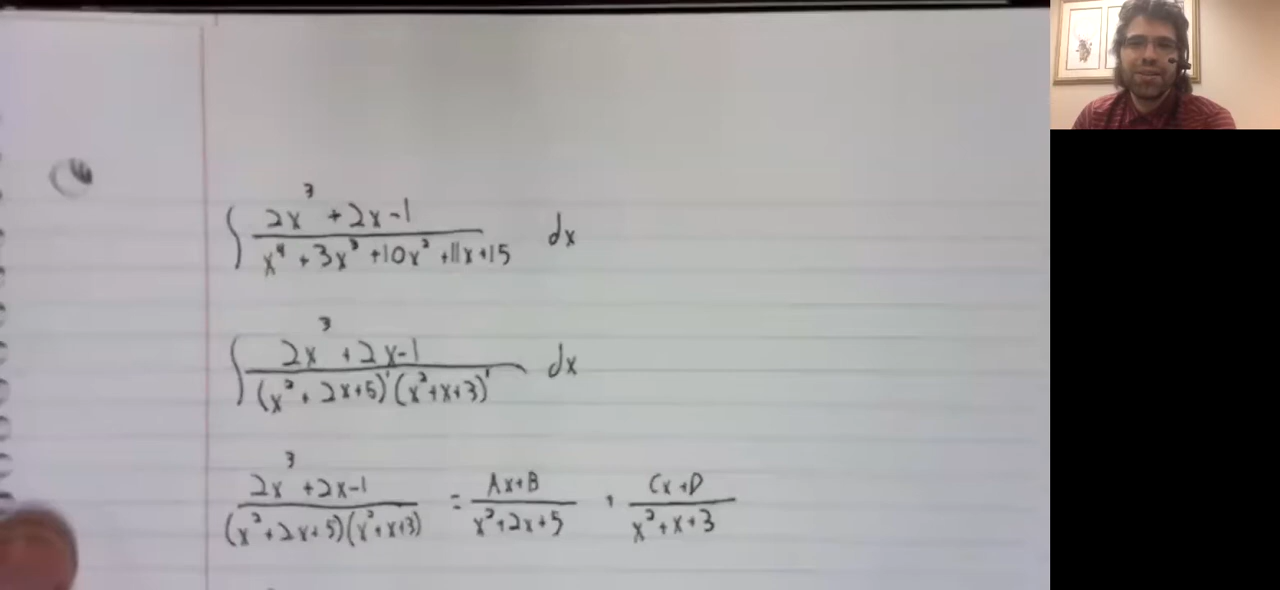 ∫ (2x³ + 2x - 1)/(x⁴ + 3x³ + 10x² + 11x + 15) dx
∫ (2x³ + 2x - 1)/((x² + 2x + 5)¹(x² + x + 3)¹) dx
(2x³ + 2x - 1)/((x² + 2x + 5)(x² + x + 3)) = (Ax + B)/(x² + 2x + 5) + (Cx + D)/(x² + x + 3)